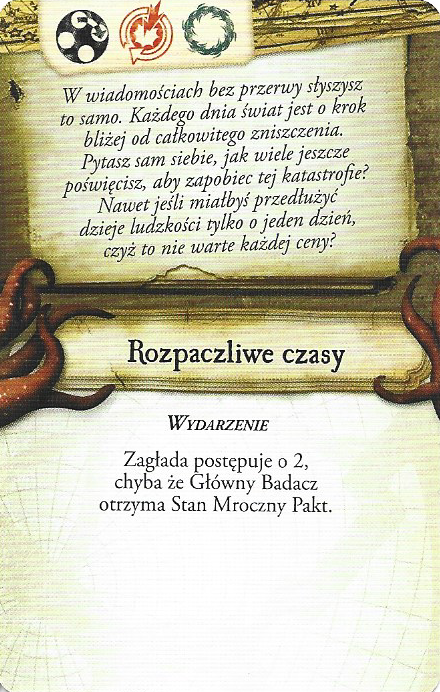 W wiadomościach bez przerwy słyszysz
to samo. Każdego dnia świat jest o krok
bliżej od całkowitego zniszczenia.
Pytasz sam siebie, jak wiele jeszcze
poświęcisz, aby zapobiec tej katastrofie?
Nawet jeśli miałbyś przedłużyć
dzieje ludzkości tylko o jeden dzień,
czyż to nie warte każdej ceny?
Rozpaczliwe czasy
Wydarzenie
Zagłada postępuje o 2,
chyba że Główny Badacz
otrzyma Stan Mroczny Pakt.